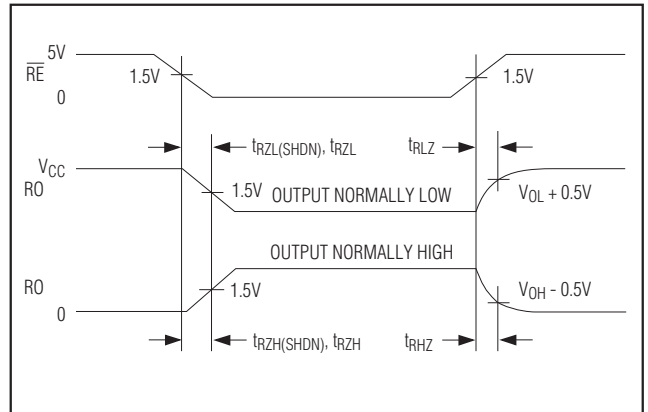 5V
R̅E̅
1.5V
1.5V
0
tRZL(SHDN), tRZL
tRLZ
VCC
RO
1.5V
OUTPUT NORMALLY LOW
VOL + 0.5V
OUTPUT NORMALLY HIGH
RO
1.5V
VOH - 0.5V
0
tRZH(SHDN), tRZH
tRHZ